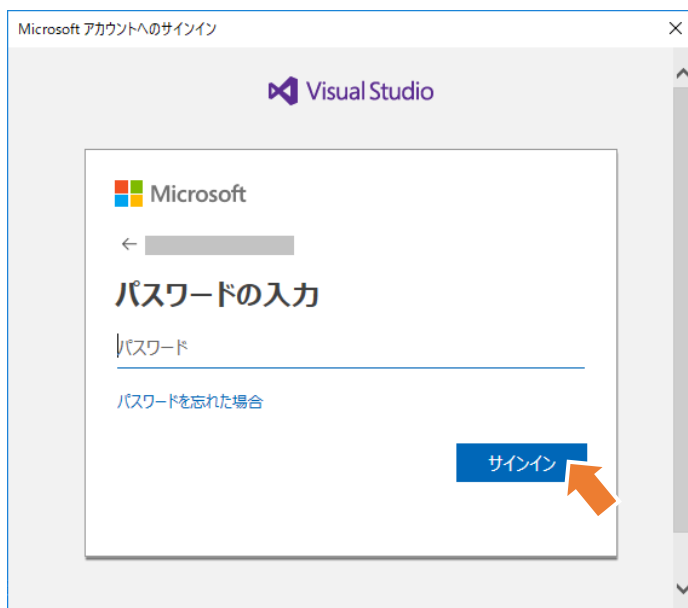 Microsoft アカウントへのサインイン
Visual Studio
Microsoft
パスワードの入力
パスワード
パスワードを忘れた場合
サインイン